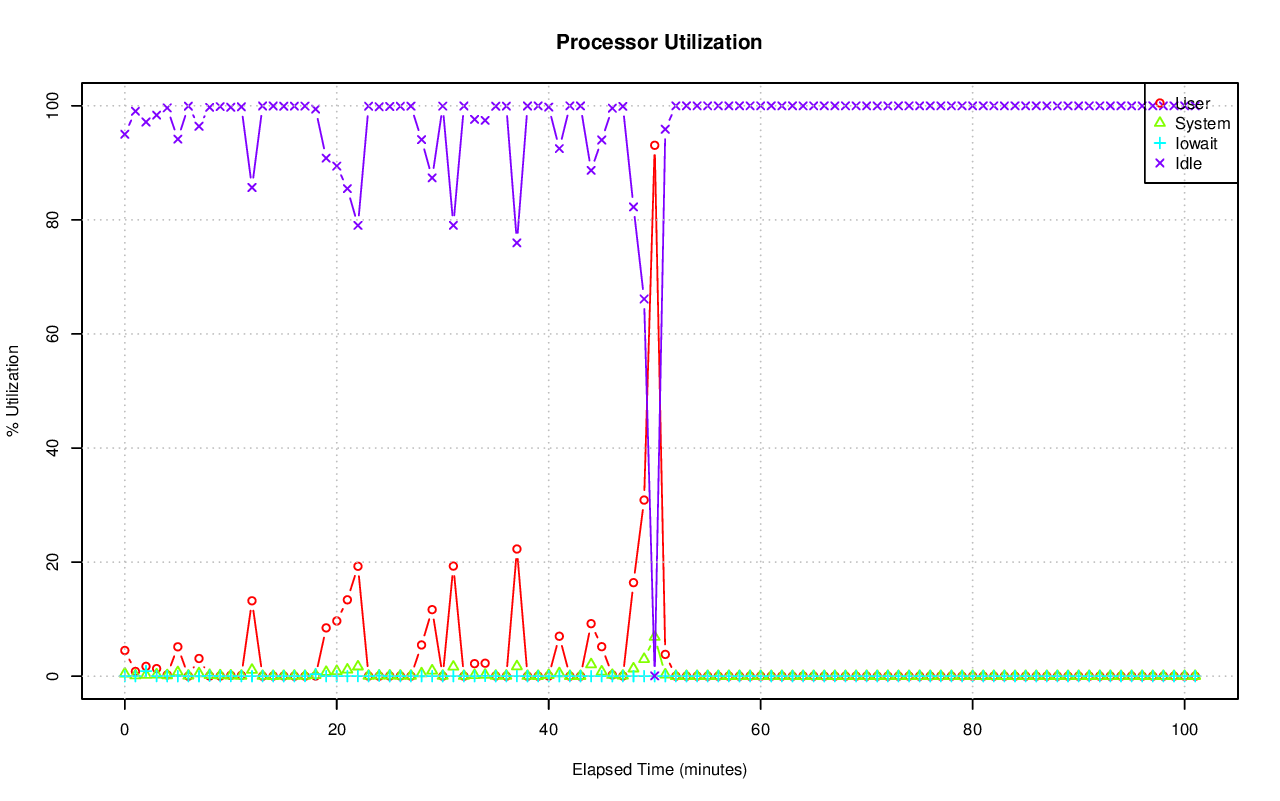 Processor Utilization
100
80
60
40
20
0
% Utilization
User
System
Iowait
Idle
0 20 40 60 80 100
Elapsed Time (minutes)